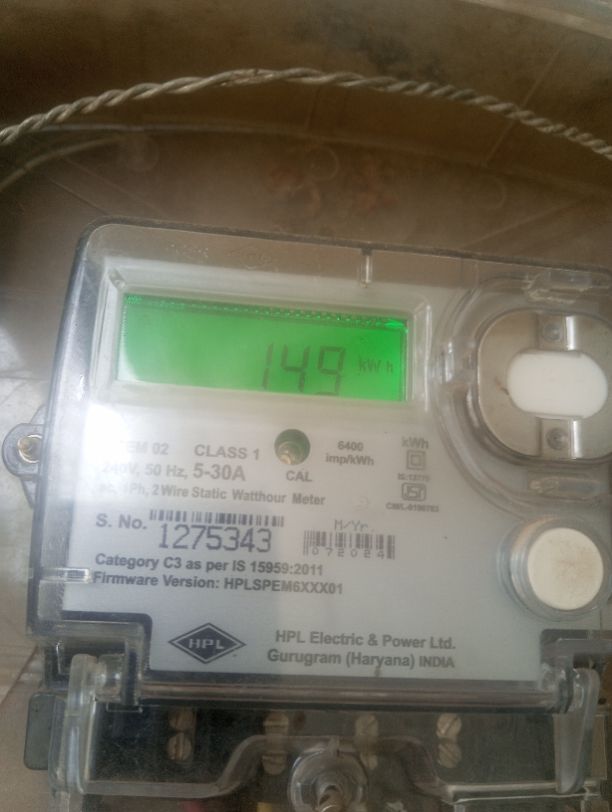 149 kWh
EM 02 CLASS 1
240V, 50 Hz, 5-30A
CAL
6400
imp/kWh
kWh
1Ph, 2 Wire Static Watthour Meter
S. No. 1275343
M/Yr.
072024
Category C3 as per IS 15959:2011
Firmware Version: HPLSPEM6XXX01
HPL
HPL Electric & Power Ltd.
Gurugram (Haryana) INDIA